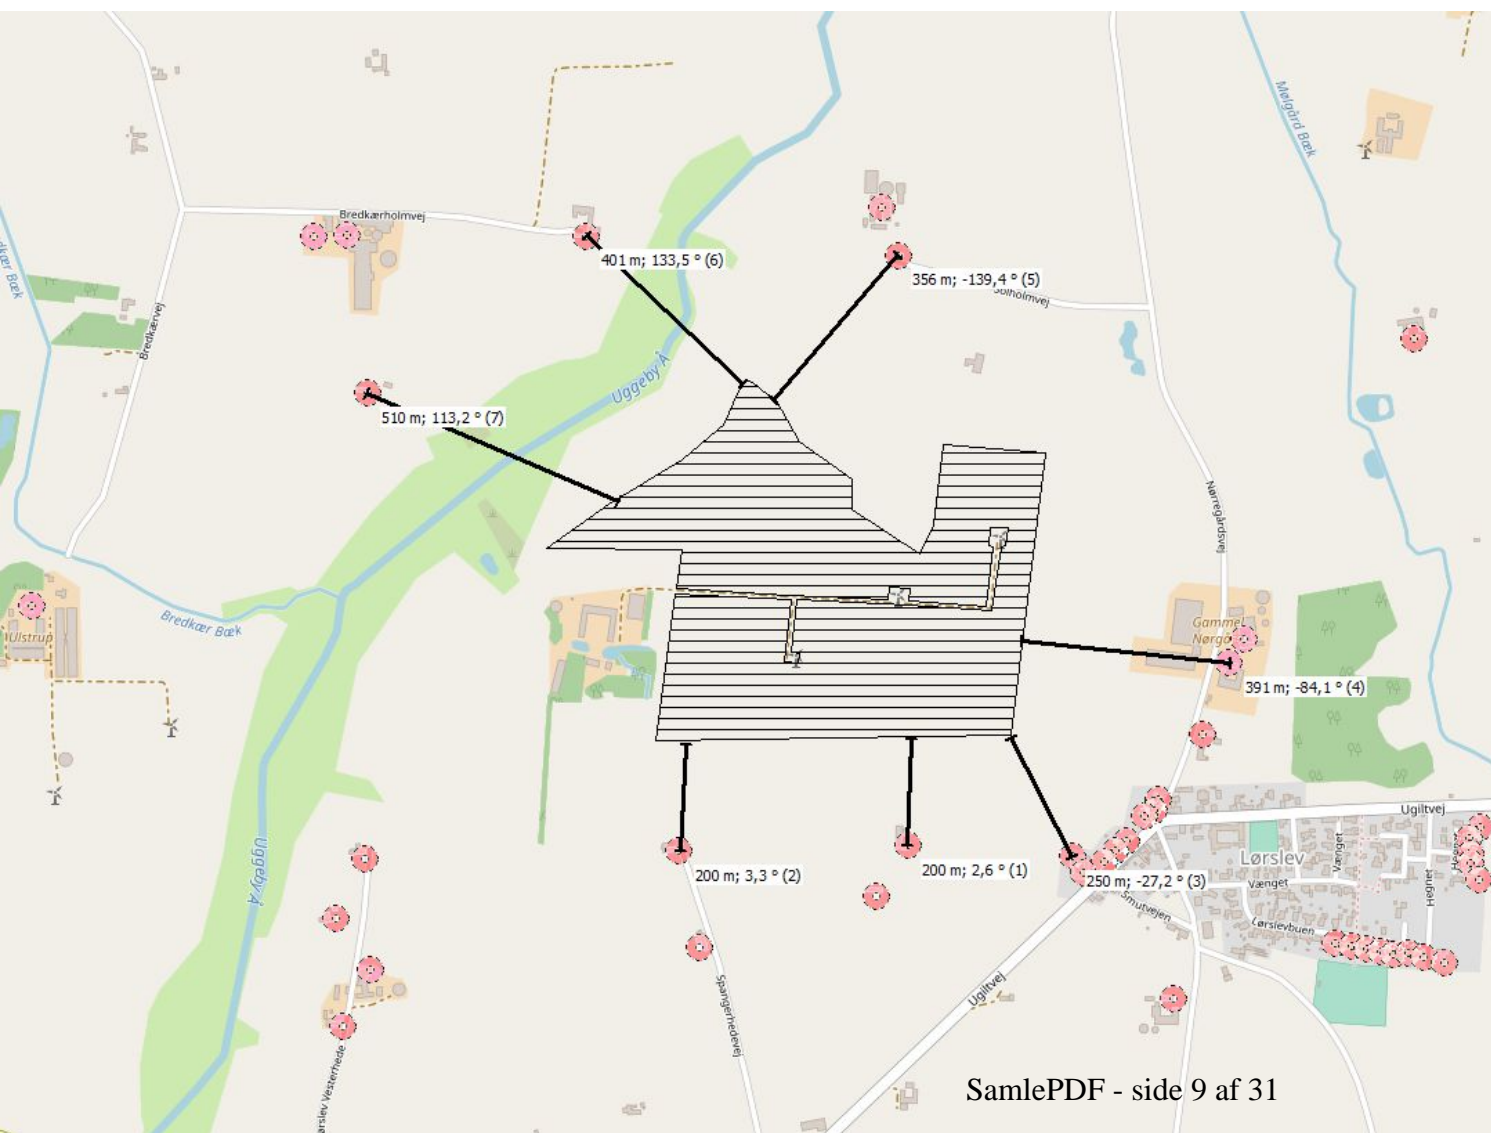 Mølgård Bæk
Bredkærholmvej
401 m; 133,5 ° (6)
356 m; -139,4 ° (5)
Solholmvej
Bredkærvej
Uggeby Å
510 m; 113,2 ° (7)
Nørregårdsvej
Bredkær Bæk
Ulstrup
Gammel
391 m; -84,1 ° (4)
Ugiltvej
Lørslev
Vænget
Vænget
Hegnet
200 m; 3,3 ° (2)
200 m; 2,6 ° (1)
250 m; -27,2 ° (3)
Smutvejen
Lørslevbuen
Uggeby Å
Ugiltvej
Spangerhedevej
SamlePDF - side 9 af 31